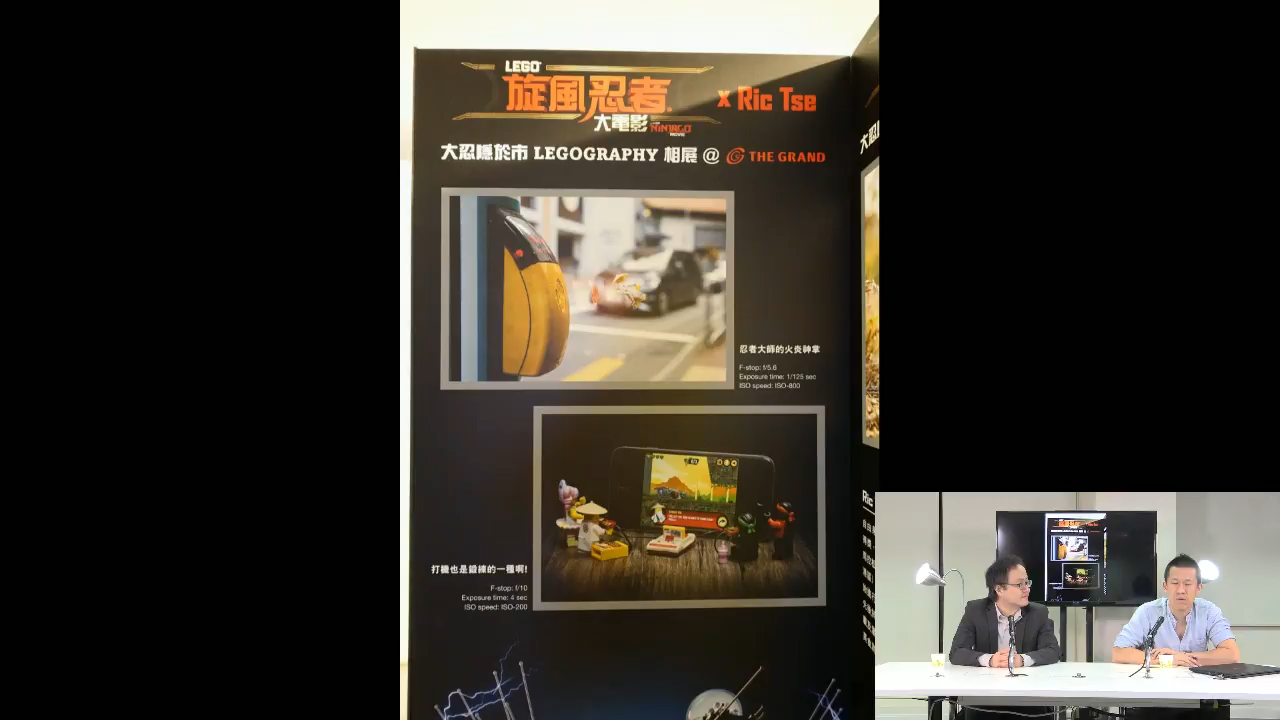 LEGO
旋風忍者
大電影 NINJAGO MOVIE
x Ric Tse
大忍隱於市 LEGOGRAPHY 相展 @ THE GRAND
忍者大師的火炎神掌
F-stop: f/5.6
Exposure time: 1/125 sec
ISO speed: ISO-800
打機也是鍛練的一種啊!
F-stop: f/10
Exposure time: 4 sec
ISO speed: ISO-200
Ric